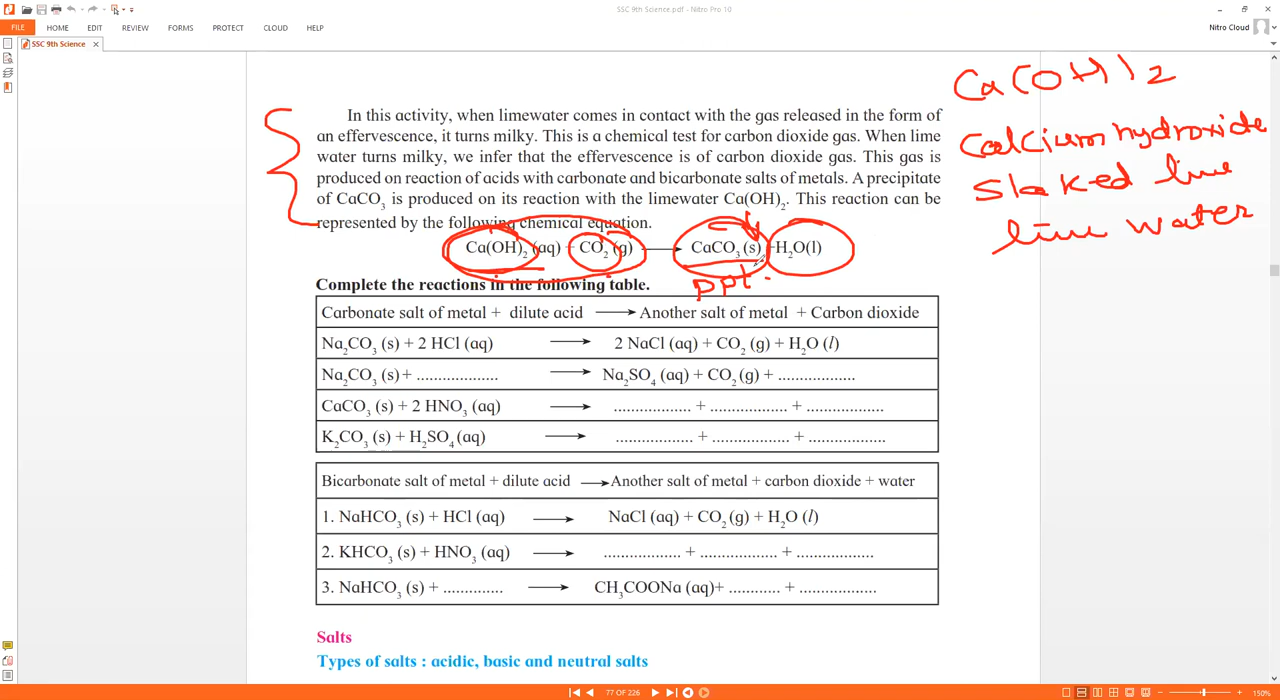 SSC 9th Science.pdf - Nitro Pro 10
FILE HOME EDIT REVIEW FORMS PROTECT CLOUD HELP
Nitro Cloud
SSC 9th Science ×
Ca(OH)2
In this activity, when limewater comes in contact with the gas released in the form of
an effervescence, it turns milky. This is a chemical test for carbon dioxide gas. When lime
water turns milky, we infer that the effervescence is of carbon dioxide gas. This gas is
produced on reaction of acids with carbonate and bicarbonate salts of metals. A precipitate
of CaCO₃ is produced on its reaction with the limewater Ca(OH)₂. This reaction can be
represented by the following chemical equation.
Calcium hydroxide
slaked lime
lime water
Ca(OH)₂ (aq) + CO₂ (g) ⟶ CaCO₃ (s) + H₂O(l)
ppt.
Complete the reactions in the following table.
Carbonate salt of metal + dilute acid ⟶ Another salt of metal + Carbon dioxide
Na₂CO₃ (s) + 2 HCl (aq) ⟶ 2 NaCl (aq) + CO₂ (g) + H₂O (l)
Na₂CO₃ (s) + .................. ⟶ Na₂SO₄ (aq) + CO₂ (g) + .................
CaCO₃ (s) + 2 HNO₃ (aq) ⟶ ................. + ................. + .................
K₂CO₃ (s) + H₂SO₄ (aq) ⟶ ................. + ................. + .................
Bicarbonate salt of metal + dilute acid ⟶ Another salt of metal + carbon dioxide + water
1. NaHCO₃ (s) + HCl (aq) ⟶ NaCl (aq) + CO₂ (g) + H₂O (l)
2. KHCO₃ (s) + HNO₃ (aq) ⟶ ................. + ................. + .................
3. NaHCO₃ (s) + ............. ⟶ CH₃COONa (aq)+ ............ + .................
Salts
Types of salts : acidic, basic and neutral salts
77 OF 226
150%